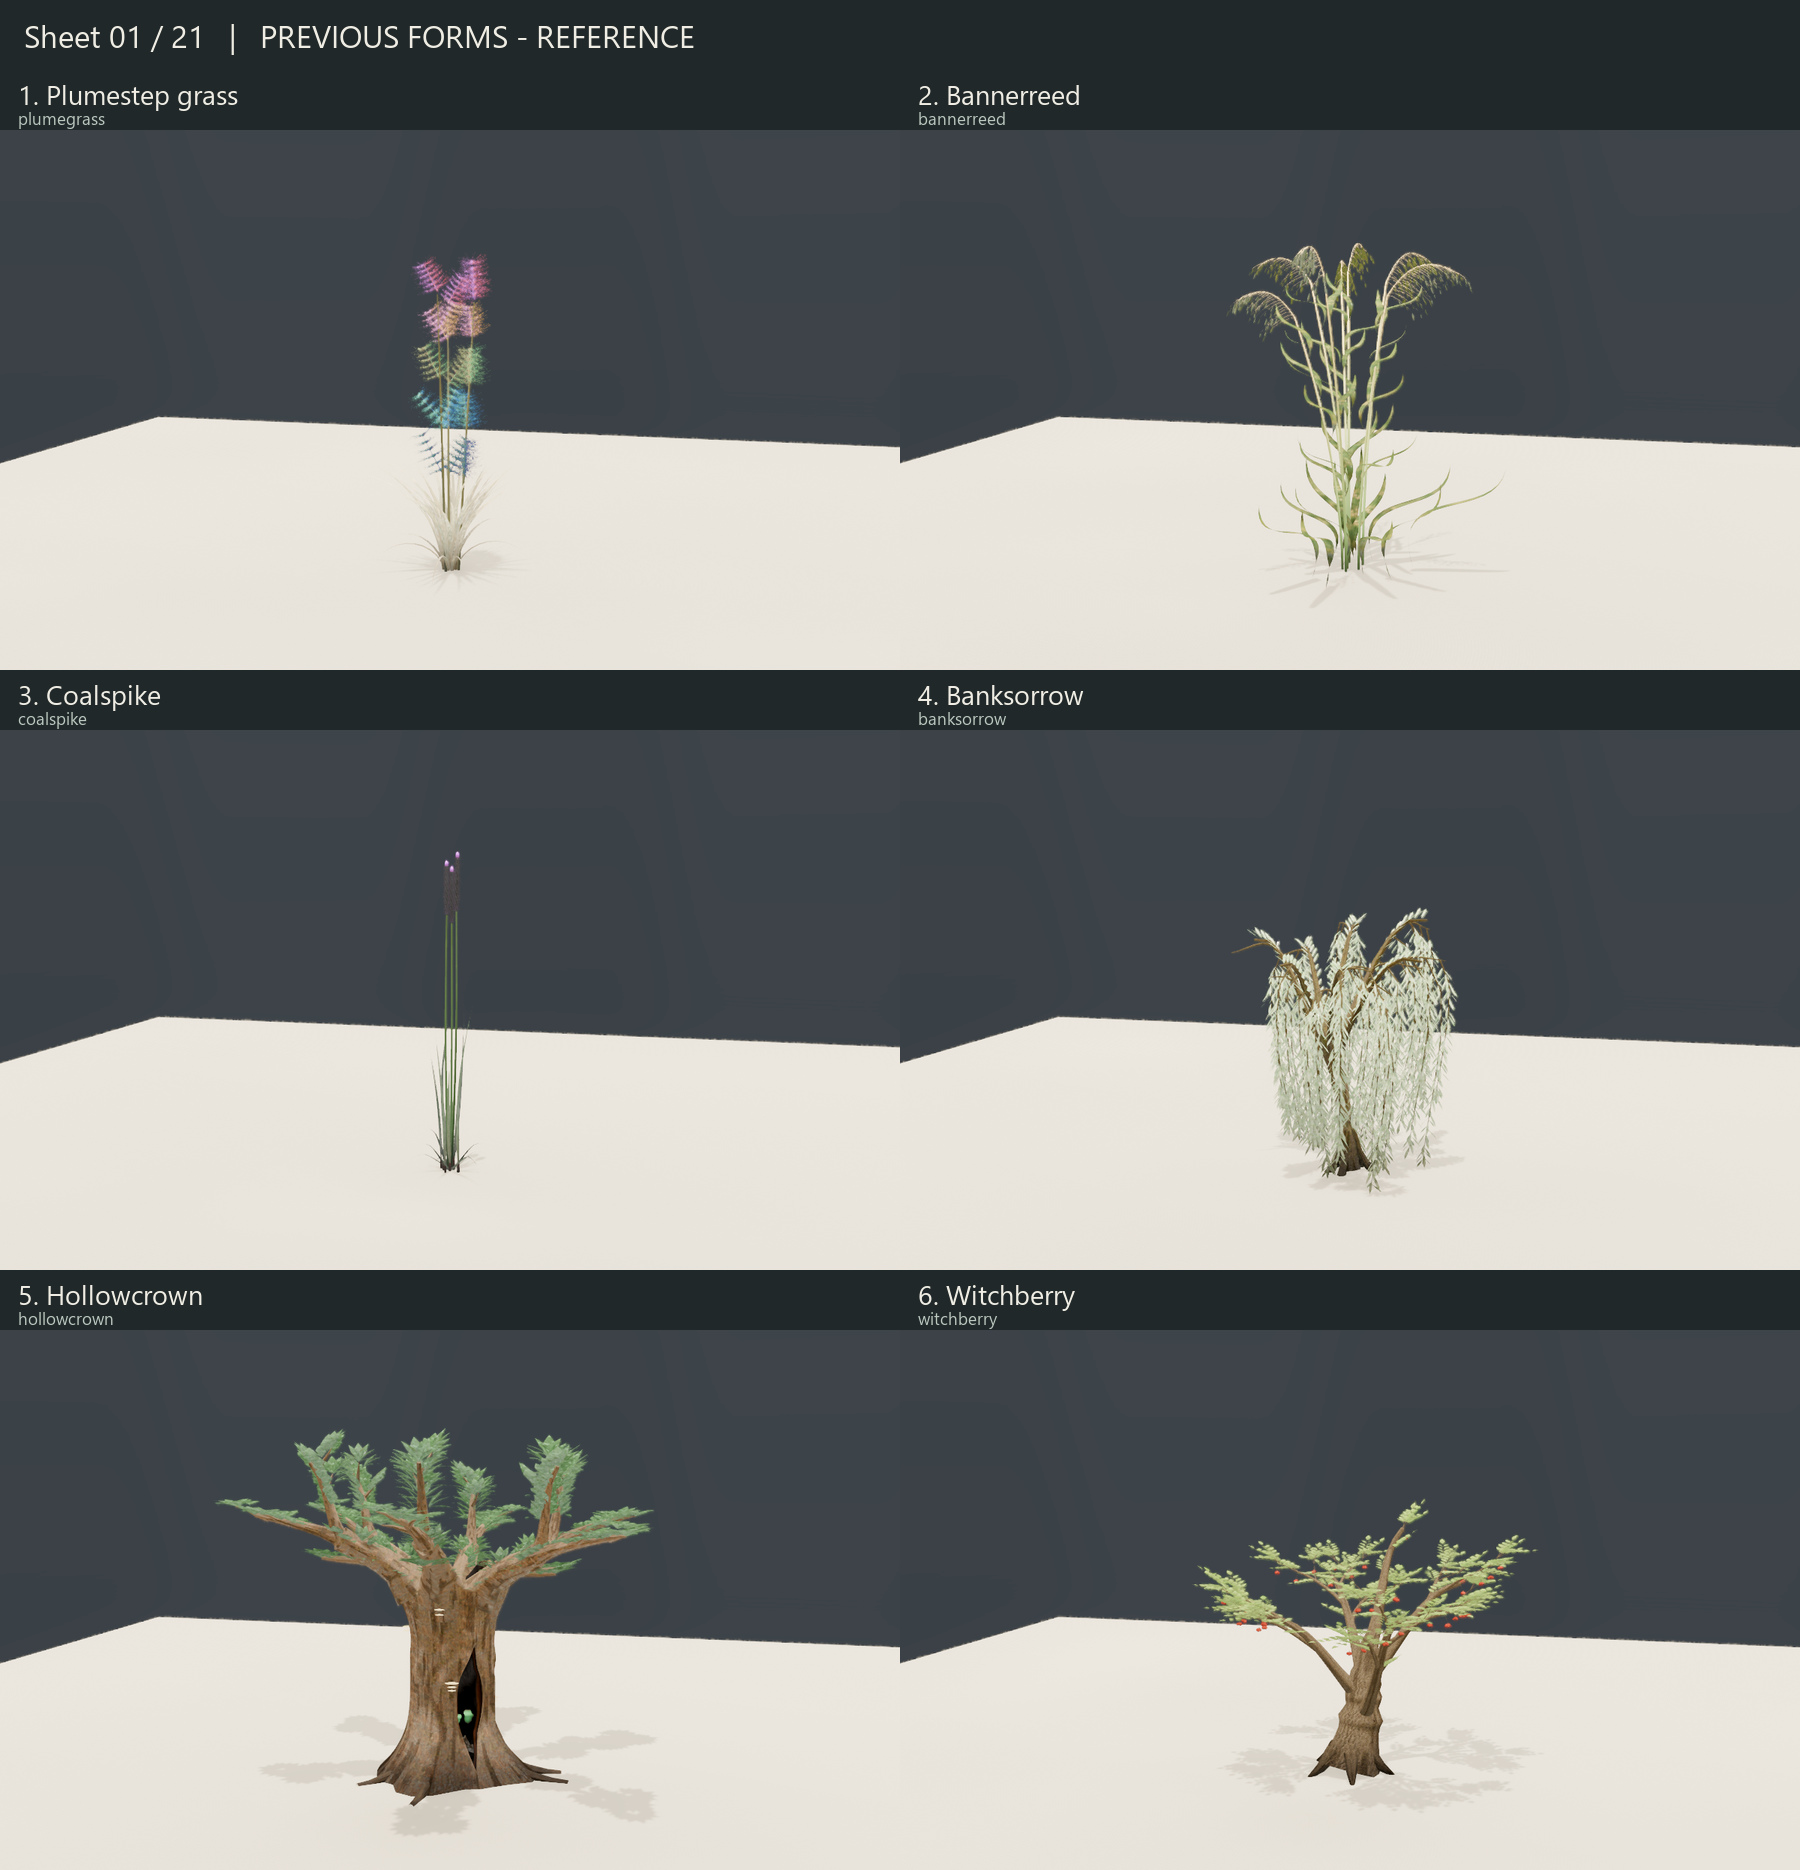 Sheet 01 / 21 | PREVIOUS FORMS - REFERENCE
1. Plumestep grass
plumegrass
2. Bannerreed
bannerreed
3. Coalspike
coalspike
4. Banksorrow
banksorrow
5. Hollowcrown
hollowcrown
6. Witchberry
witchberry